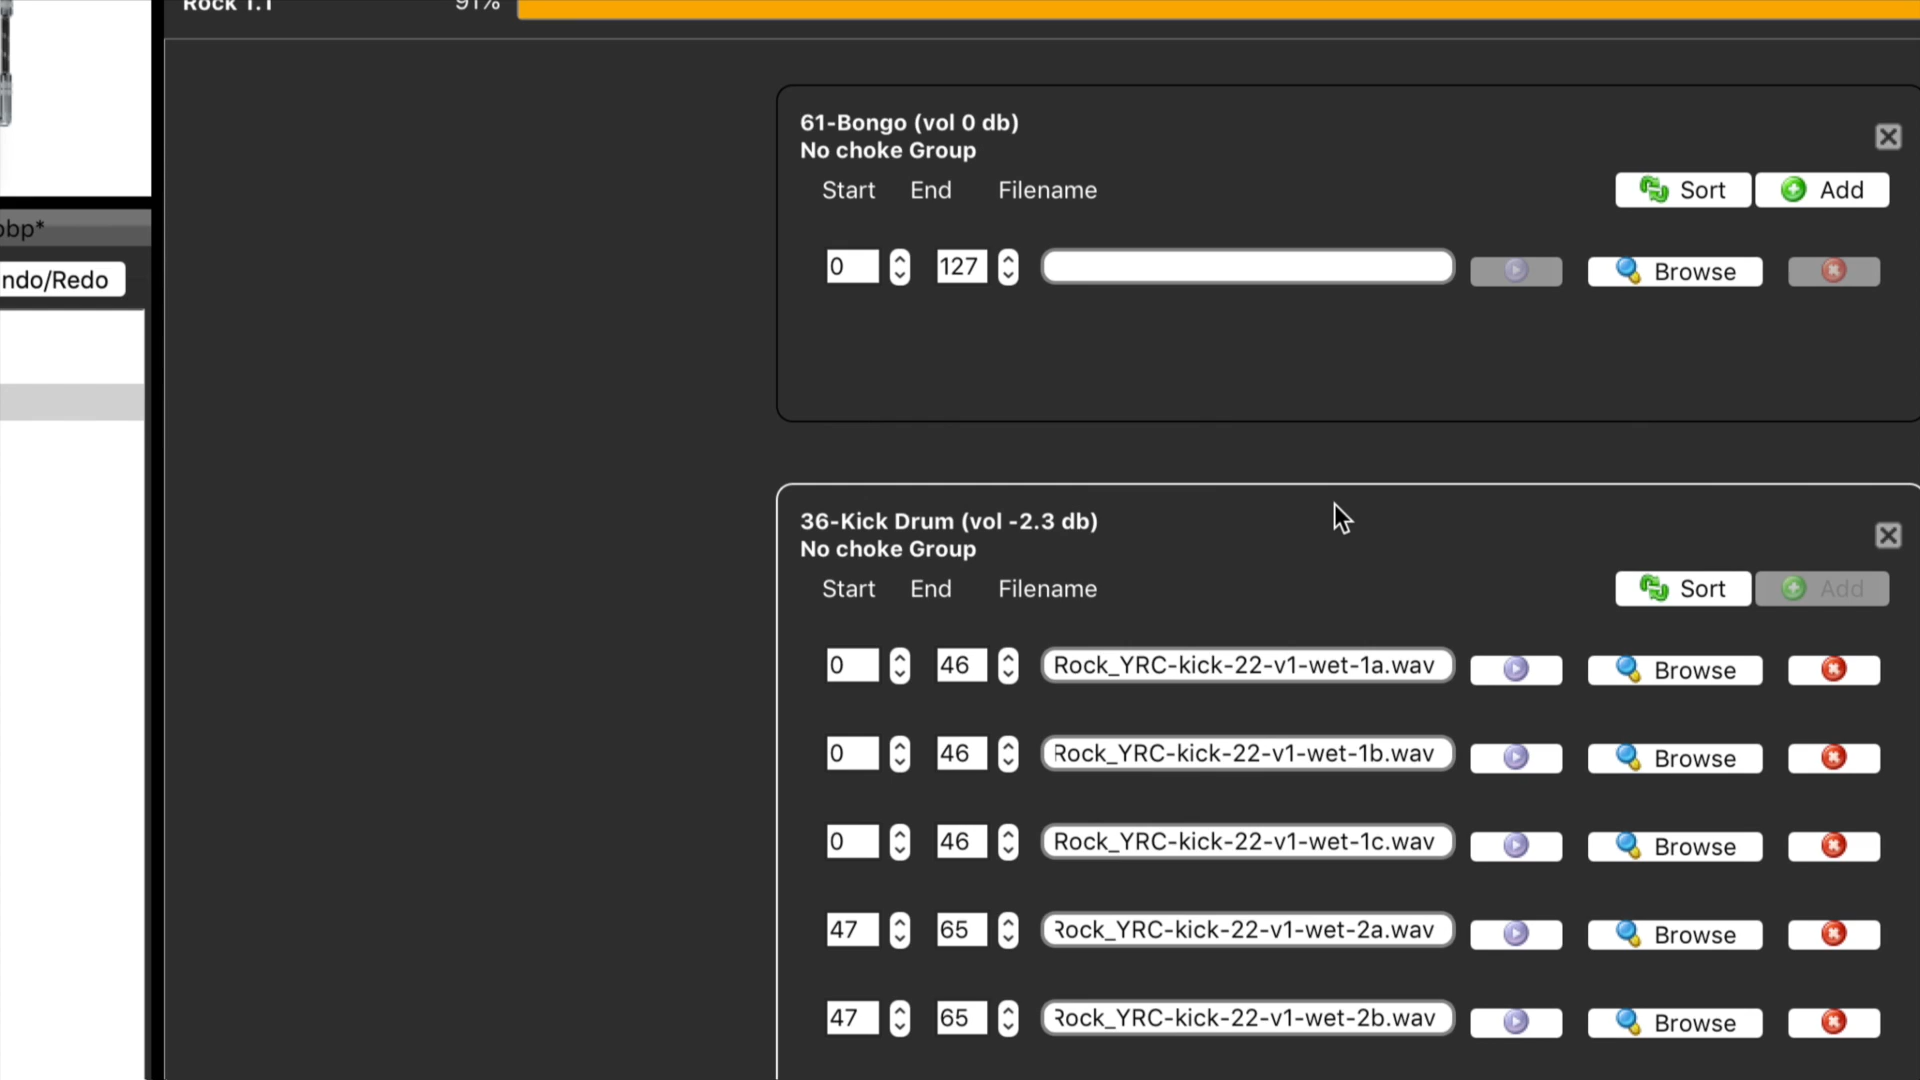 Rock 1.1 91%
61-Bongo (vol 0 db)
No choke Group
Start End Filename Sort Add
obp*
0 127 Browse
ndo/Redo
36-Kick Drum (vol -2.3 db)
No choke Group
Start End Filename Sort Add
0 46 Rock_YRC-kick-22-v1-wet-1a.wav Browse
0 46 Rock_YRC-kick-22-v1-wet-1b.wav Browse
0 46 Rock_YRC-kick-22-v1-wet-1c.wav Browse
47 65 Rock_YRC-kick-22-v1-wet-2a.wav Browse
47 65 Rock_YRC-kick-22-v1-wet-2b.wav Browse